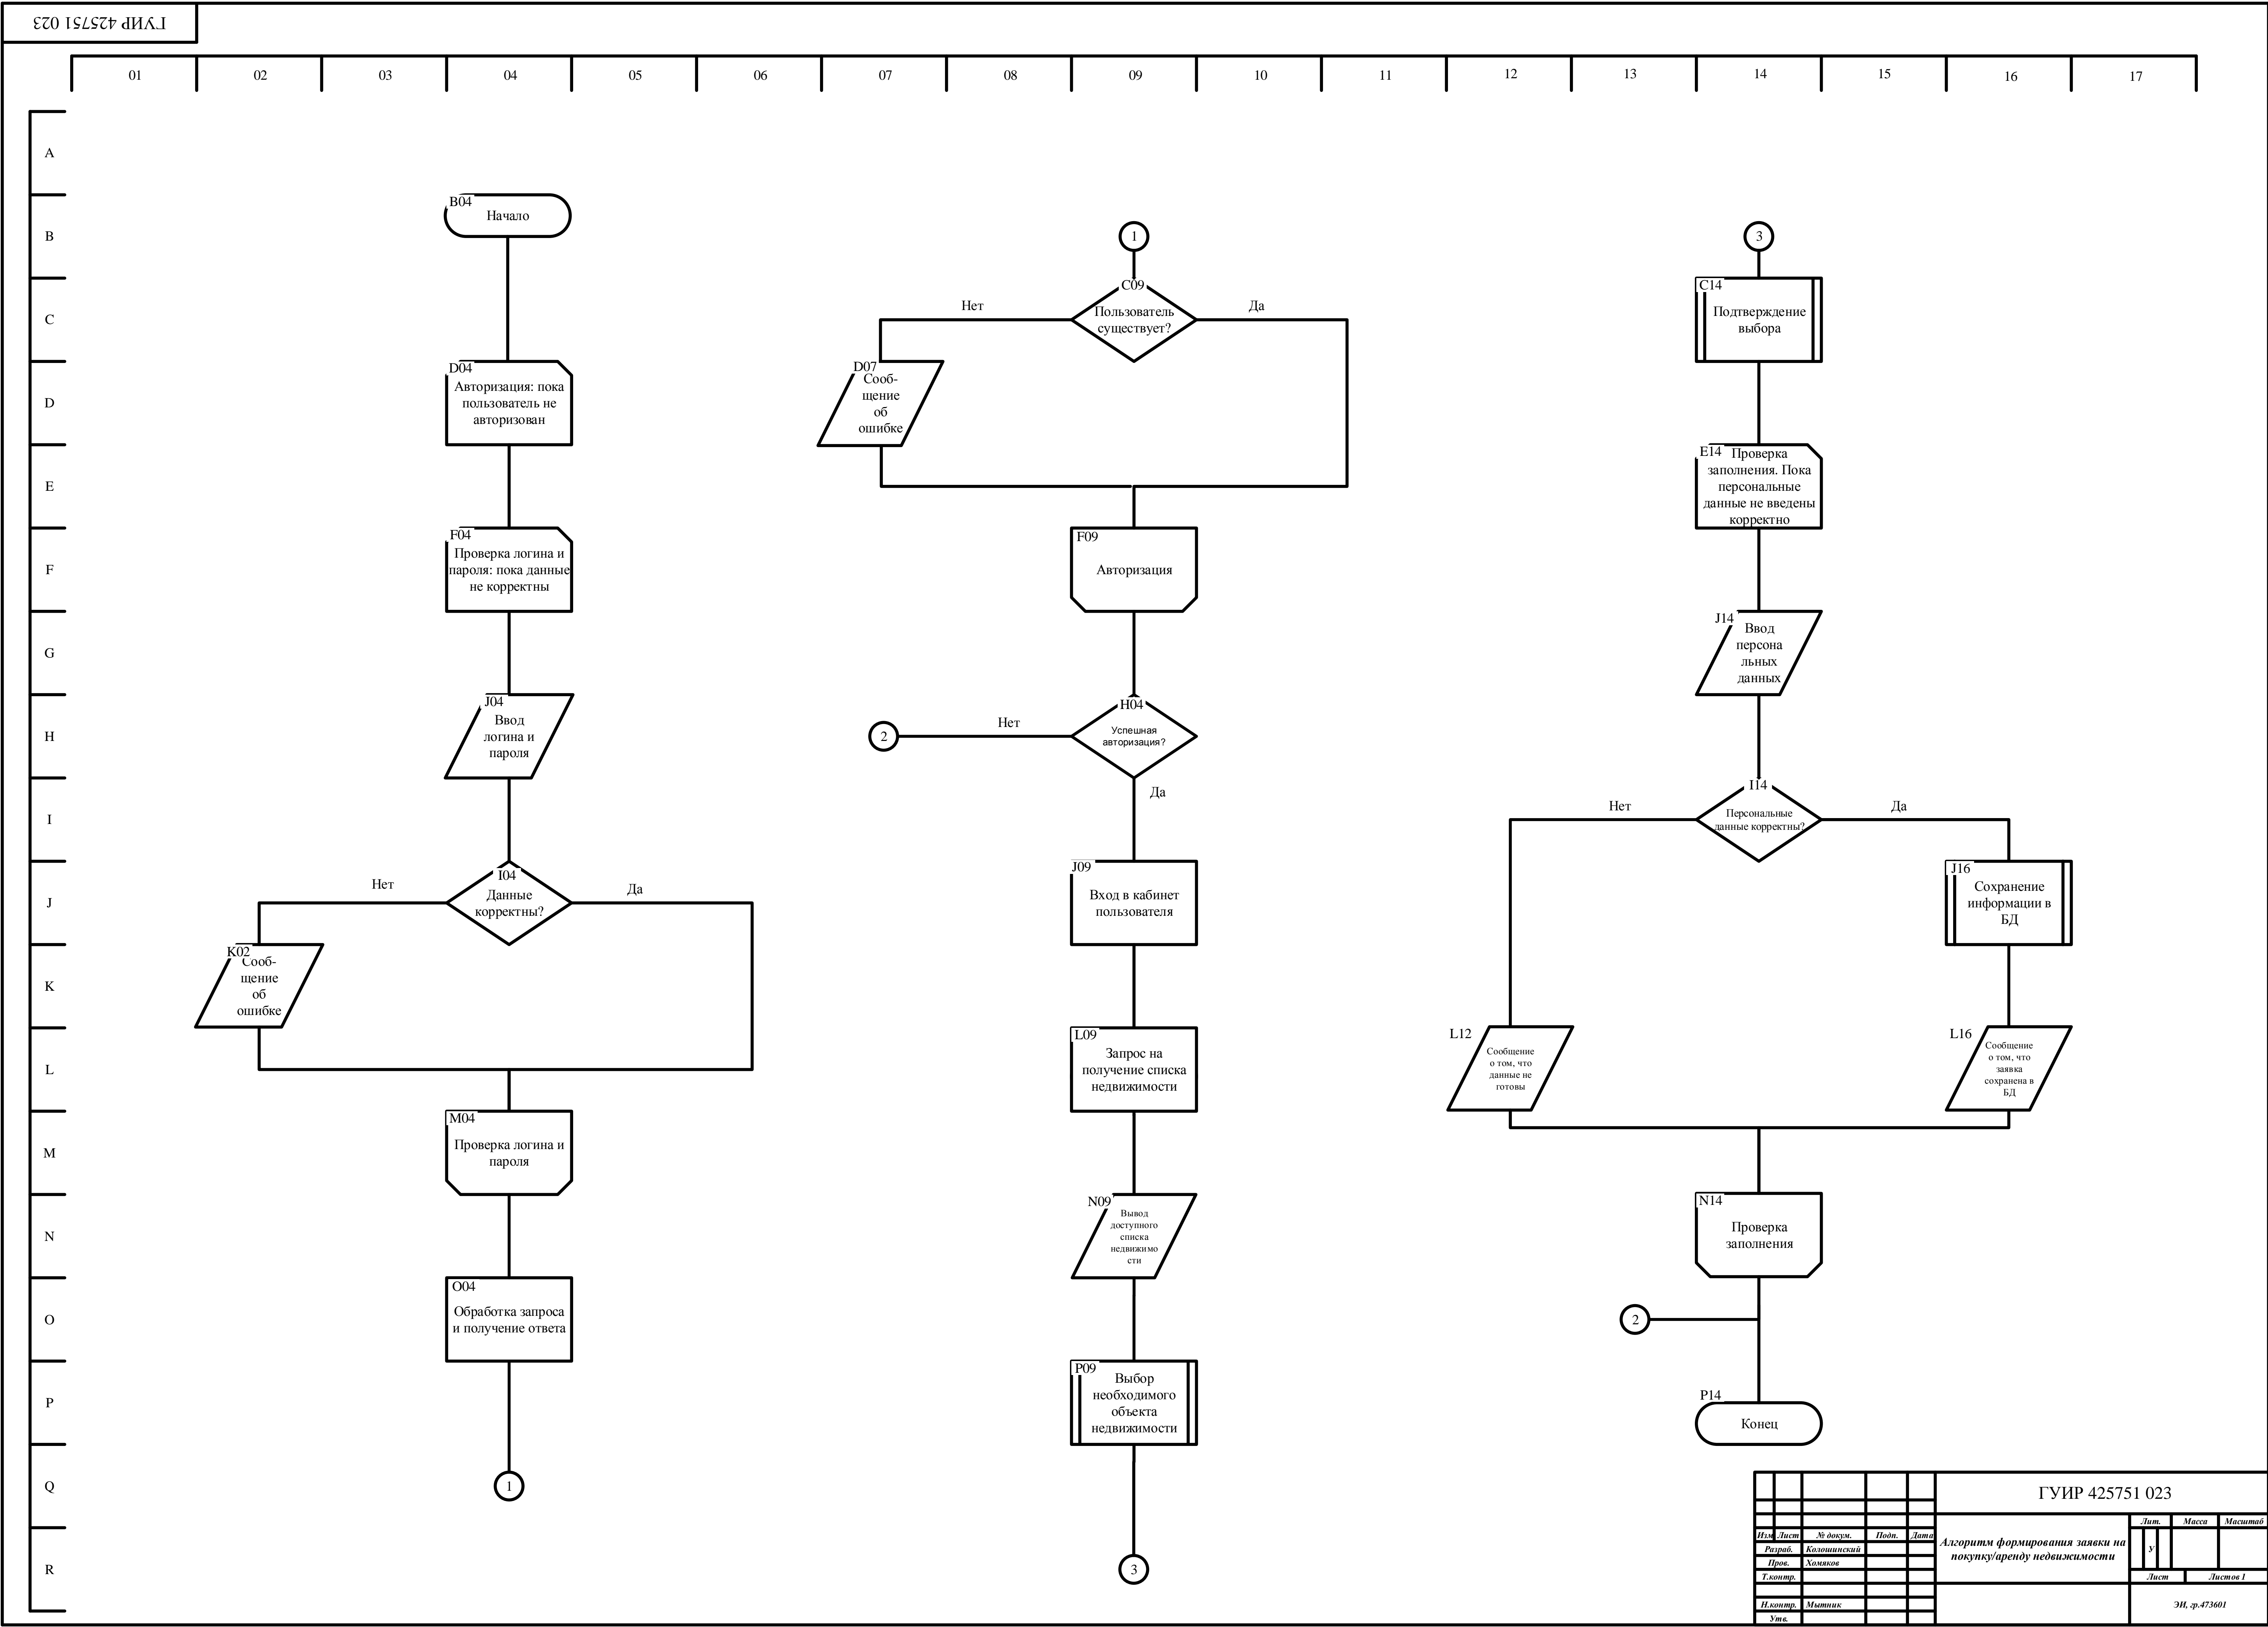 ГУИР 425751 023
01 02 03 04 05 06 07 08 09 10 11 12 13 14 15 16 17
A
B
C
D
E
F
G
H
I
J
K
L
M
N
O
P
Q
R
B04
Начало
D04
Авторизация: пока
пользователь не
авторизован
F04
Проверка логина и
пароля: пока данные
не корректны
J04
Ввод
логина и
пароля
I04
Данные
корректны?
Нет
Да
K02
Сооб-
щение
об
ошибке
M04
Проверка логина и
пароля
O04
Обработка запроса
и получение ответа
1
1
C09
Пользователь
существует?
Нет
Да
D07
Сооб-
щение
об
ошибке
F09
Авторизация
H04
Успешная
авторизация?
Нет
2
Да
J09
Вход в кабинет
пользователя
L09
Запрос на
получение списка
недвижимости
N09
Вывод
доступного
списка
недвижимо
сти
P09
Выбор
необходимого
объекта
недвижимости
3
3
C14
Подтверждение
выбора
E14
Проверка
заполнения. Пока
персональные
данные не введены
корректно
J14
Ввод
персона
льных
данных
I14
Персональные
данные корректны?
Нет
Да
J16
Сохранение
информации в
БД
L12
Сообщение
о том, что
данные не
готовы
L16
Сообщение
о том, что
заявка
сохранена в
БД
N14
Проверка
заполнения
2
P14
Конец
ГУИР 425751 023
Изм Лист № докум. Подп. Дата
Разраб. Колошинский
Пров. Хомяков
Т.контр.
Н.контр. Мытник
Утв.
Алгоритм формирования заявки на
покупку/аренду недвижимости
Лит. Масса Масштаб
У
Лист Листов 1
ЭИ, гр.473601